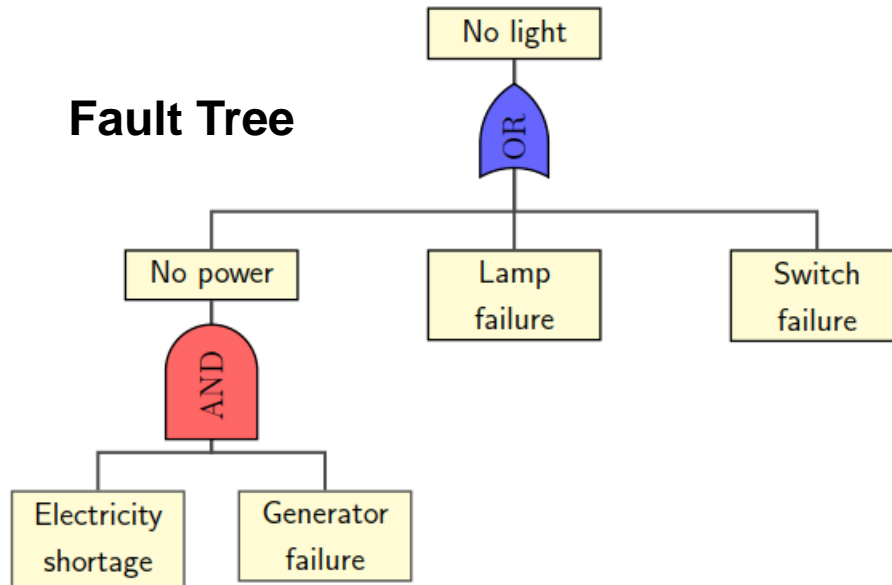 No light
Fault Tree
OR
No power
Lamp
failure
Switch
failure
AND
Electricity
shortage
Generator
failure